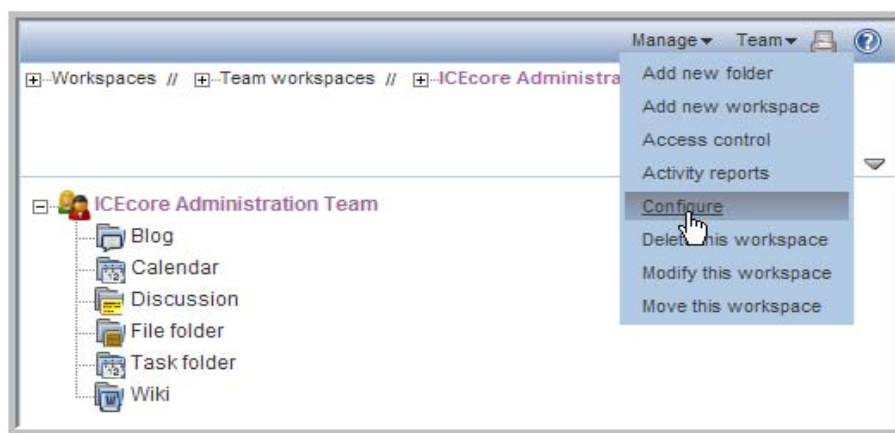 Manage Team
Workspaces // Team workspaces // ICEcore Administra
Add new folder
Add new workspace
Access control
Activity reports
Configure
Delete this workspace
Modify this workspace
Move this workspace
ICEcore Administration Team
Blog
Calendar
Discussion
File folder
Task folder
Wiki